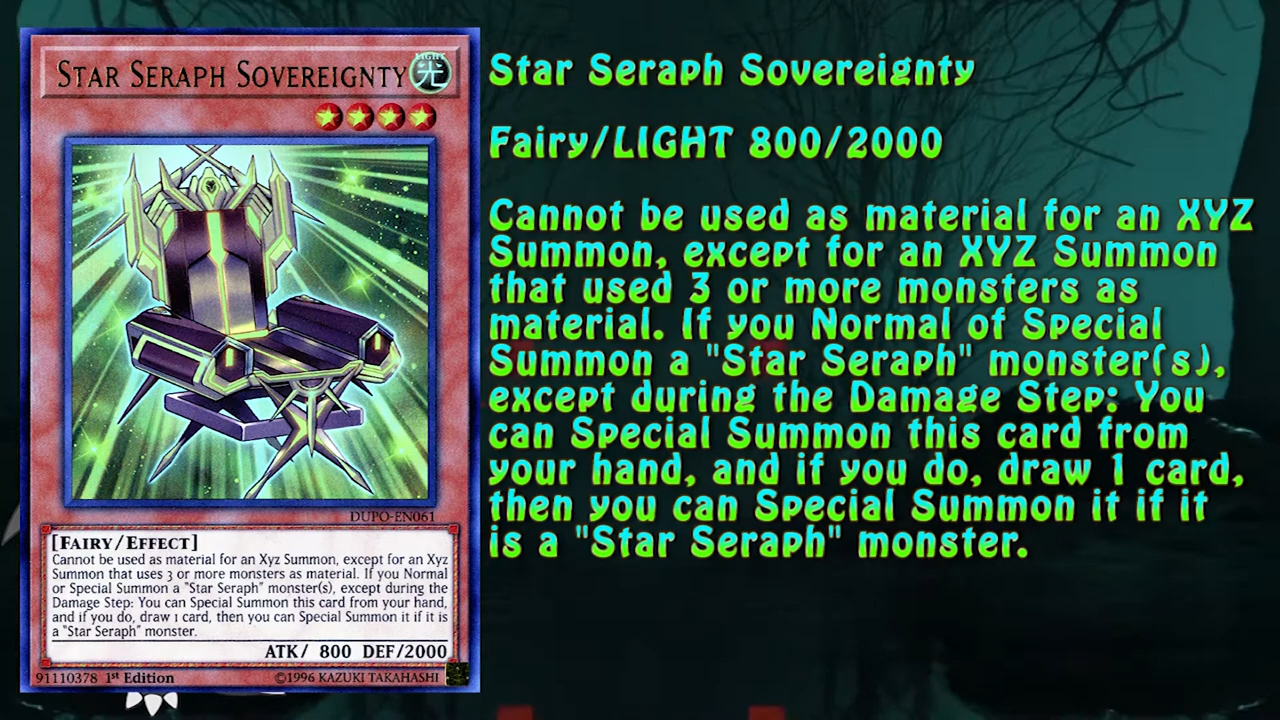 STAR SERAPH SOVEREIGNTY
LIGHT
光
DUPO-EN061
[FAIRY/EFFECT]
Cannot be used as material for an Xyz Summon, except for an Xyz
Summon that uses 3 or more monsters as material. If you Normal
or Special Summon a "Star Seraph" monster(s), except during the
Damage Step: You can Special Summon this card from your hand,
and if you do, draw 1 card, then you can Special Summon it if it is
a "Star Seraph" monster.
ATK/ 800 DEF/2000
91110378 1st Edition
©1996 KAZUKI TAKAHASHI
Star Seraph Sovereignty
Fairy/LIGHT 800/2000
Cannot be used as material for an XYZ
Summon, except for an XYZ Summon
that used 3 or more monsters as
material. If you Normal of Special
Summon a "Star Seraph" monster(s),
except during the Damage Step: You
can Special Summon this card from
your hand, and if you do, draw 1 card,
then you can Special Summon it if it
is a "Star Seraph" monster.